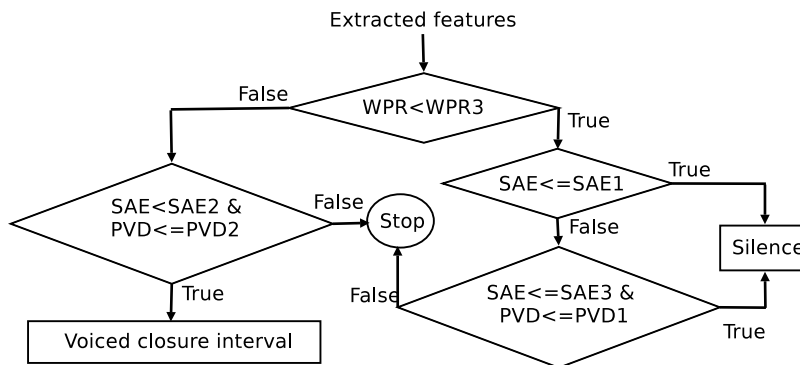 Extracted features
False
WPR<WPR3
True
True
SAE<=SAE1
False
SAE<SAE2 &
PVD<=PVD2
Stop
False
Silence
True
False
SAE<=SAE3 &
PVD<=PVD1
True
Voiced closure interval